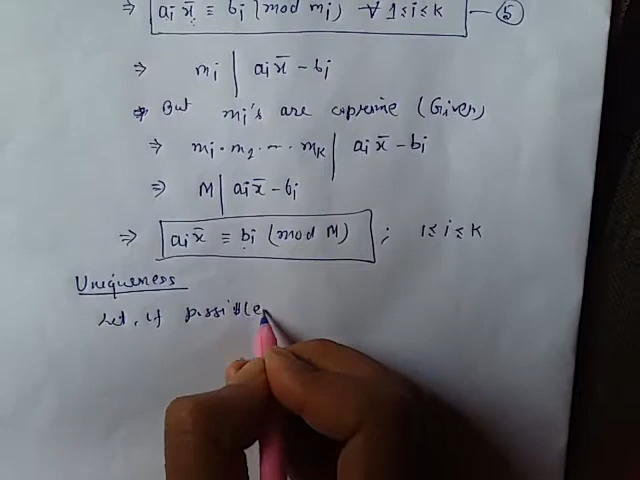 ⇒ aᵢ x̄ ≡ bᵢ (mod mᵢ) ∀ 1≤i≤k — ⑤
⇒ mᵢ | aᵢ x̄ - bᵢ
⇒ But mᵢ's are coprime (Given)
⇒ m₁ · m₂ · --- mₖ | aᵢ x̄ - bᵢ
⇒ M | aᵢ x̄ - bᵢ
⇒ aᵢ x̄ ≡ bᵢ (mod M) ; 1≤ i ≤ k
Uniqueness
Let, if possible